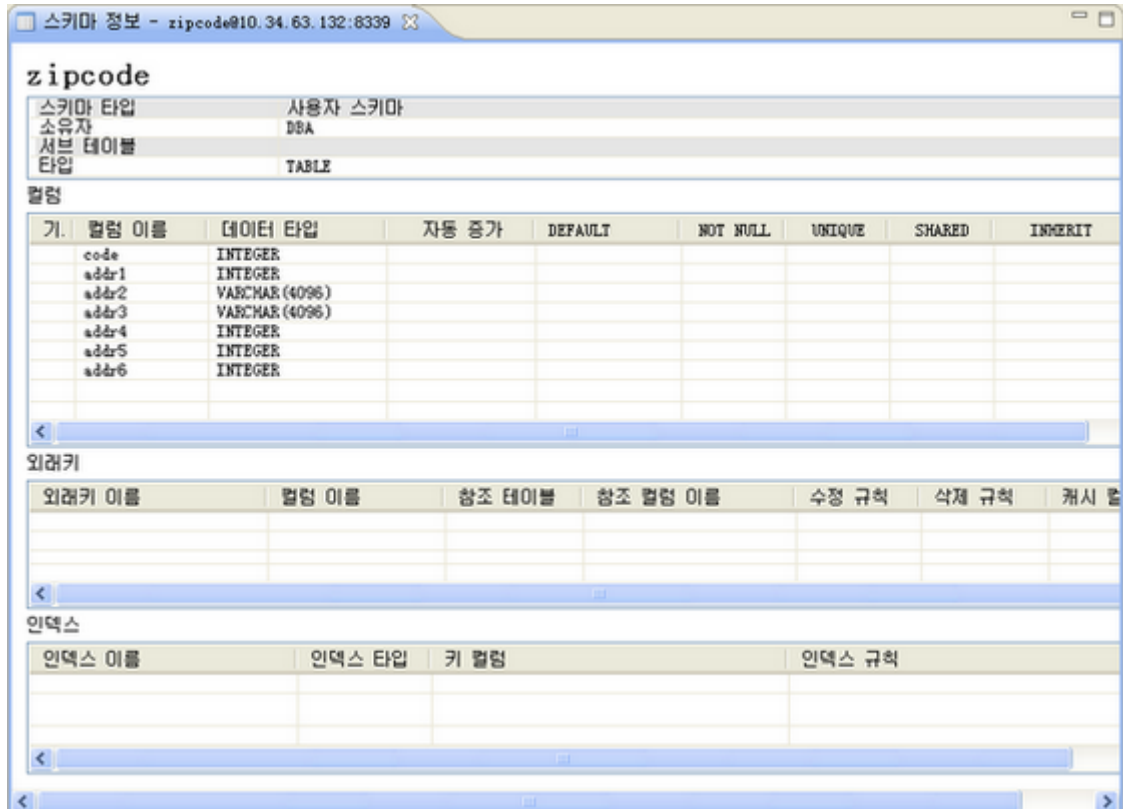 스키마 정보 - zipcode@10.34.63.132:8339
zipcode
스키마 타입 사용자 스키마
소유자 DBA
서브 테이블
타입 TABLE
컬럼
기. 컬럼 이름 데이터 타입 자동 증가 DEFAULT NOT NULL UNIQUE SHARED INHERIT
code INTEGER
addr1 INTEGER
addr2 VARCHAR(4096)
addr3 VARCHAR(4096)
addr4 INTEGER
addr5 INTEGER
addr6 INTEGER
외래키
외래키 이름 컬럼 이름 참조 테이블 참조 컬럼 이름 수정 규칙 삭제 규칙 캐시
인덱스
인덱스 이름 인덱스 타입 키 컬럼 인덱스 규칙